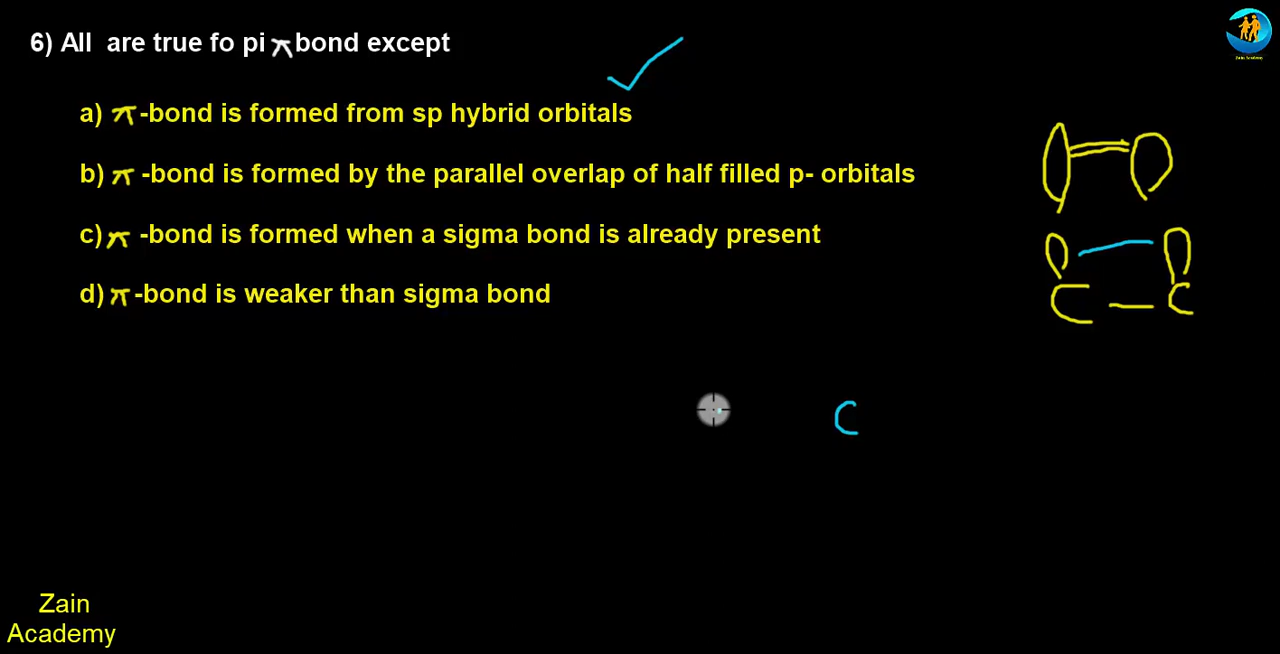 6) All are true fo pi π bond except
a) π -bond is formed from sp hybrid orbitals
b) π -bond is formed by the parallel overlap of half filled p- orbitals
c) π -bond is formed when a sigma bond is already present
d) π -bond is weaker than sigma bond
C — C
C
Zain
Academy
Zain Academy